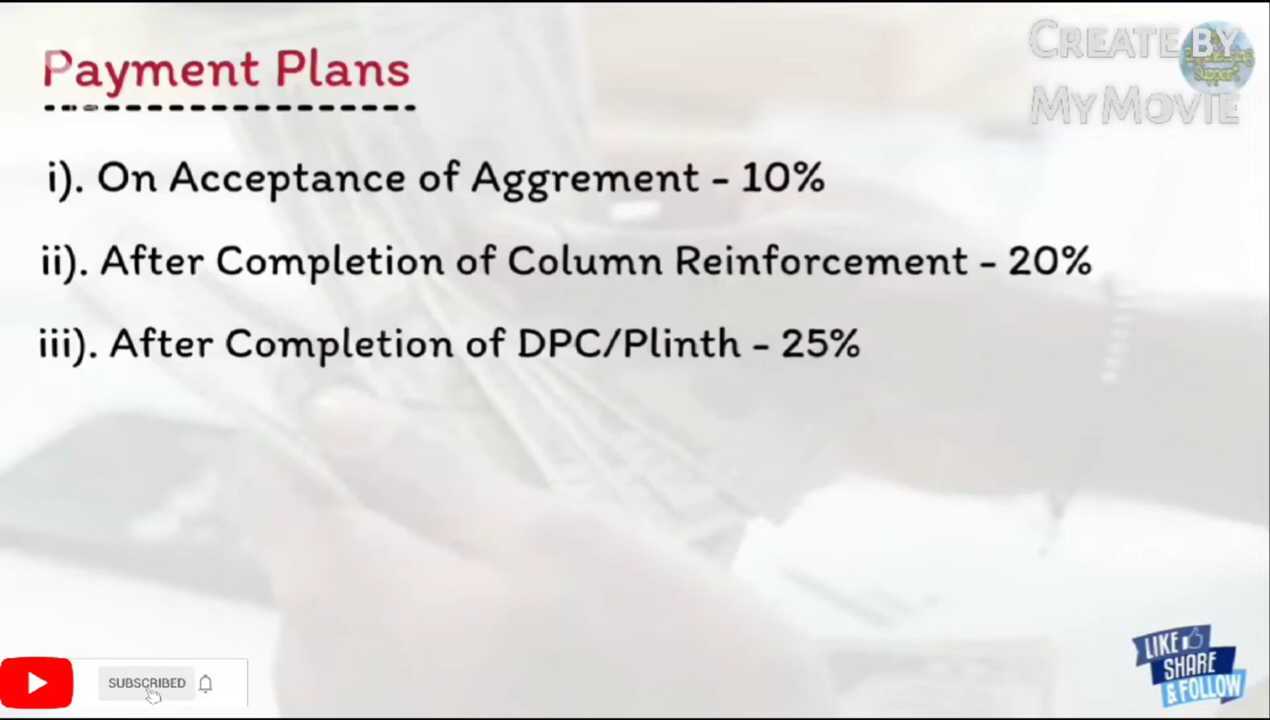 Payment Plans
CREATE BY
MY MOVIE
i). On Acceptance of Aggrement - 10%
ii). After Completion of Column Reinforcement - 20%
iii). After Completion of DPC/Plinth - 25%
SUBSCRIBED
LIKE
SHARE
& FOLLOW